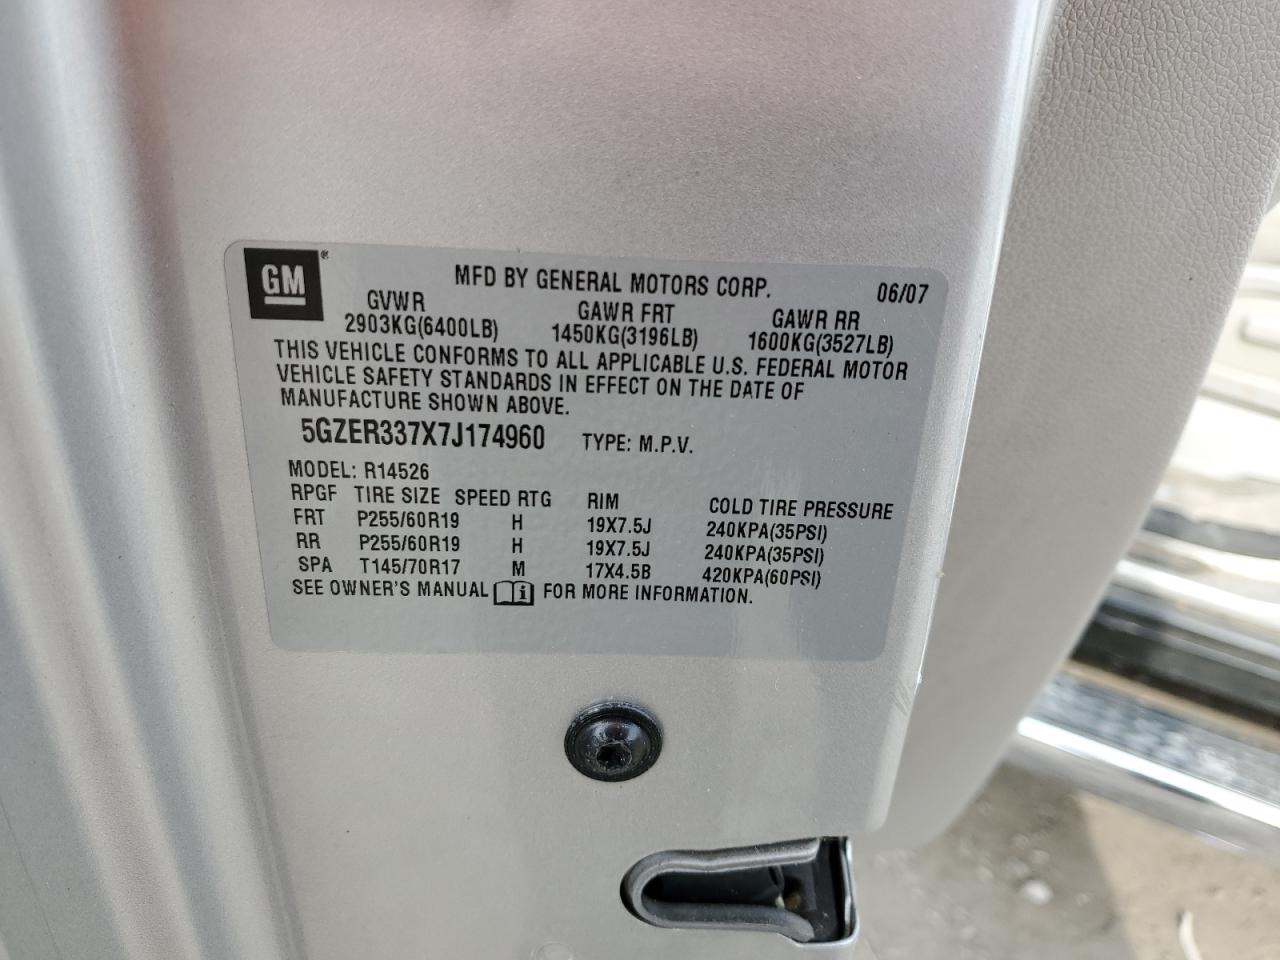 GM ®
MFD BY GENERAL MOTORS CORP. 06/07
GVWR GAWR FRT GAWR RR
2903KG(6400LB) 1450KG(3196LB) 1600KG(3527LB)
THIS VEHICLE CONFORMS TO ALL APPLICABLE U.S. FEDERAL MOTOR
VEHICLE SAFETY STANDARDS IN EFFECT ON THE DATE OF
MANUFACTURE SHOWN ABOVE.
5GZER337X7J174960 TYPE: M.P.V.
MODEL: R14526
RPGF TIRE SIZE SPEED RTG RIM COLD TIRE PRESSURE
FRT P255/60R19 H 19X7.5J 240KPA(35PSI)
RR P255/60R19 H 19X7.5J 240KPA(35PSI)
SPA T145/70R17 M 17X4.5B 420KPA(60PSI)
SEE OWNER'S MANUAL i FOR MORE INFORMATION.